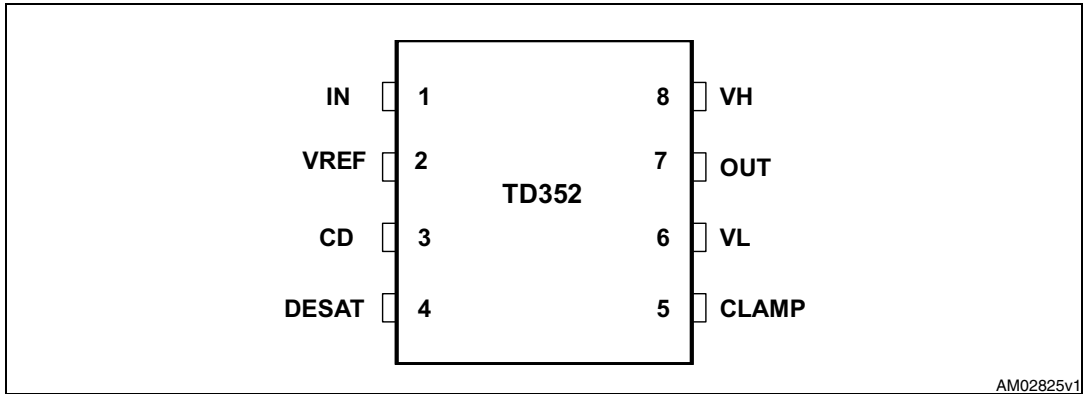 IN 1 8 VH
VREF 2 7 OUT
TD352
CD 3 6 VL
DESAT 4 5 CLAMP
AM02825v1